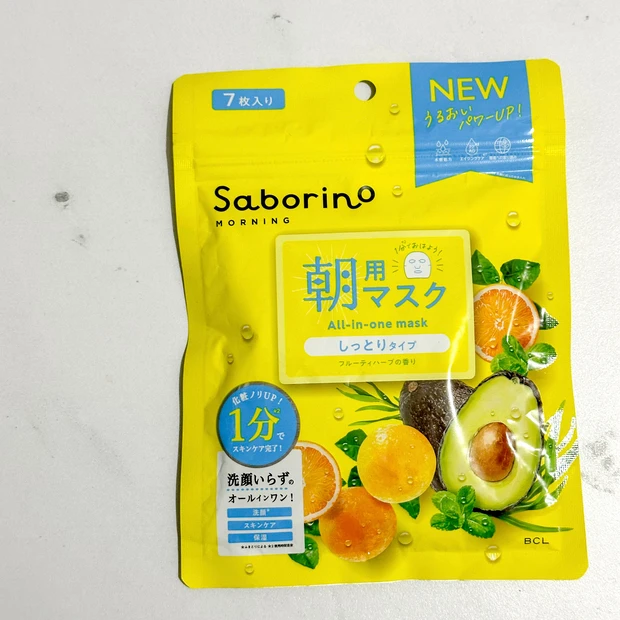 7枚入り
NEW
うるおい
パワーUP!
Saborino
MORNING
1分でおはよう!
朝用マスク
All-in-one mask
しっとりタイプ
フルーティハーブの香り
化粧ノリUP!
1分で
スキンケア完了!
洗顔いらずの
オールインワン!
洗顔
スキンケア
保湿
BCL